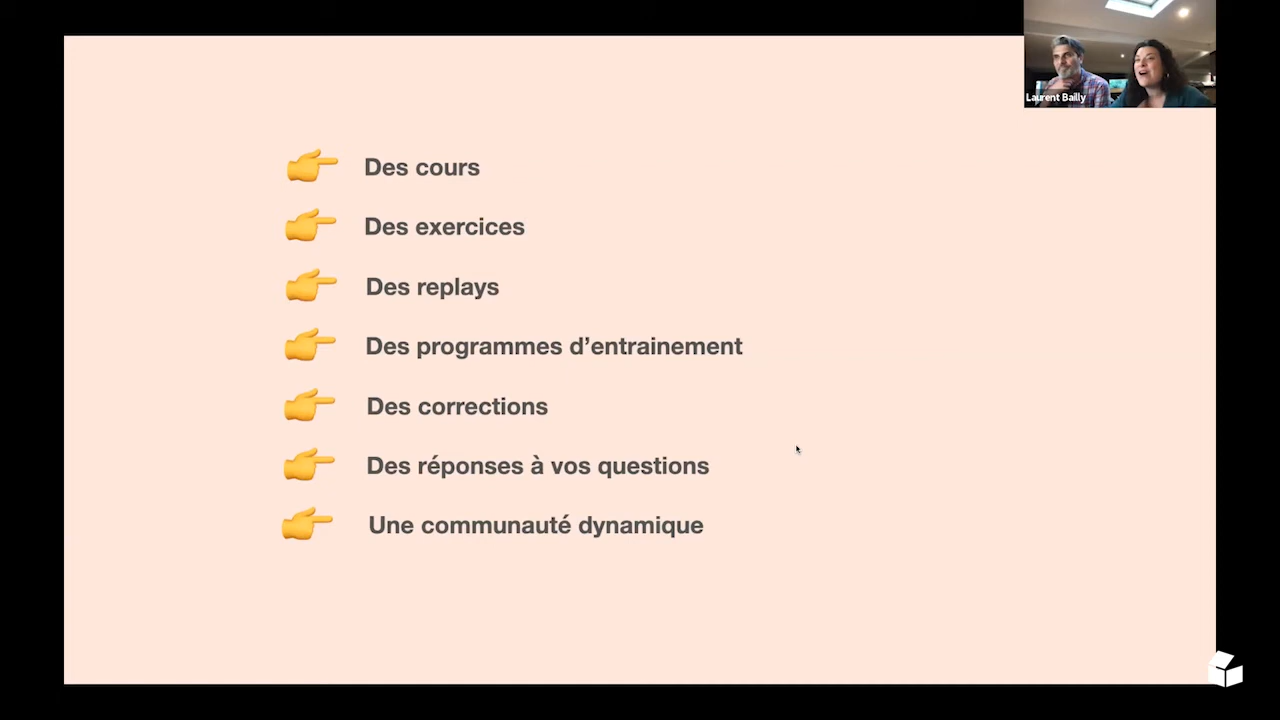 Laurent Bailly
Des cours
Des exercices
Des replays
Des programmes d’entrainement
Des corrections
Des réponses à vos questions
Une communauté dynamique